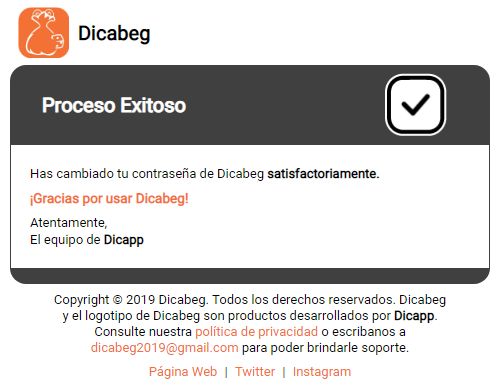 Dicabeg
Proceso Exitoso
Has cambiado tu contraseña de Dicabeg satisfactoriamente.
¡Gracias por usar Dicabeg!
Atentamente,
El equipo de Dicapp
Copyright © 2019 Dicabeg. Todos los derechos reservados. Dicabeg
y el logotipo de Dicabeg son productos desarrollados por Dicapp.
Consulte nuestra política de privacidad o escribanos a
dicabeg2019@gmail.com para poder brindarle soporte.
Página Web | Twitter | Instagram